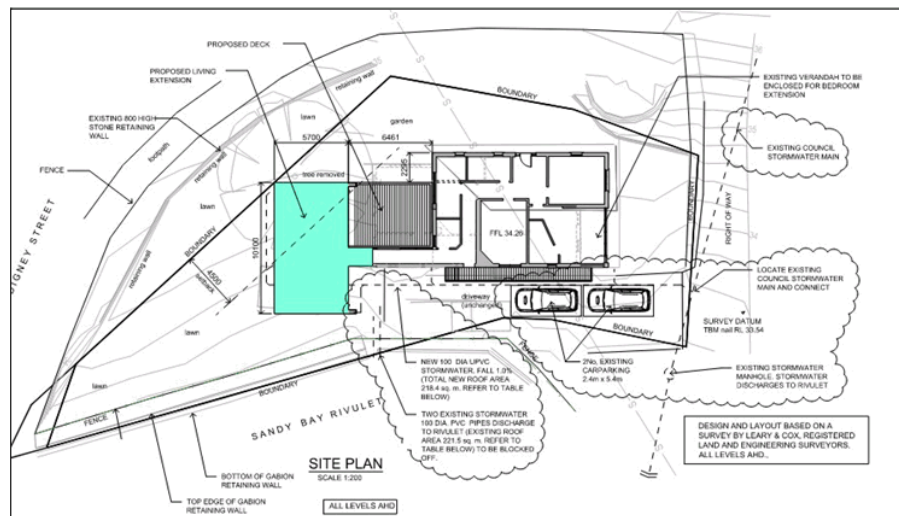 PROPOSED DECK
PROPOSED LIVING
EXTENSION
EXISTING 800 HIGH
STONE RETAINING
WALL
FENCE
footpath
retaining wall
retaining wall
retaining wall
lawn
garden
5700
6461
2295
tree removed
BOUNDARY
EXISTING VERANDAH TO BE
ENCLOSED FOR BEDROOM
EXTENSION
EXISTING COUNCIL
STORMWATER MAIN
S
S
S
S
35
BOUNDARY
RIGHT OF WAY
DIGNEY STREET
lawn
BOUNDARY
10100
4500
setback
FFL 34.26
lawn
driveway
(unchanged)
LOCATE EXISTING
COUNCIL STORMWATER
MAIN AND CONNECT
SURVEY DATUM
TBM nail RL 33.54
BOUNDARY
NEW 100 DIA UPVC
STORMWATER. FALL 1.0%
(TOTAL NEW ROOF AREA
218.4 sq. m. REFER TO TABLE
BELOW)
2No. EXISTING
CARPARKING
2.4m x 5.4m
EXISTING STORMWATER
MANHOLE. STORMWATER
DISCHARGES TO RIVULET
lawn
FENCE
BOUNDARY
SANDY BAY RIVULET
TWO EXISTING STORMWATER
100 DIA. PVC PIPES DISCHARGE
TO RIVULET (EXISTING ROOF
AREA 221.5 sq. m. REFER TO
TABLE BELOW) TO BE BLOCKED
OFF.
DESIGN AND LAYOUT BASED ON A
SURVEY BY LEARY & COX, REGISTERED
LAND AND ENGINEERING SURVEYORS.
ALL LEVELS AHD.,
BOTTOM OF GABION
RETAINING WALL
TOP EDGE OF GABION
RETAINING WALL
SITE PLAN
SCALE 1:200
ALL LEVELS AHD